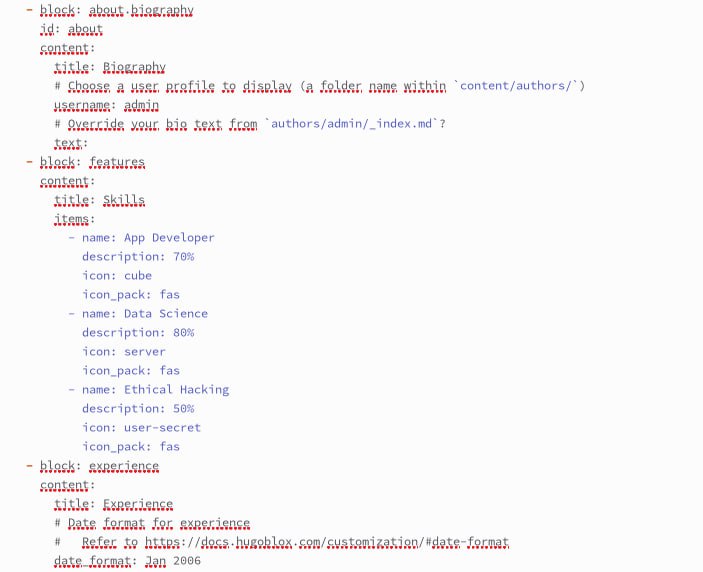 - block: about.biography
id: about
content:
title: Biography
# Choose a user profile to display (a folder name within `content/authors/`)
username: admin
# Override your bio text from `authors/admin/_index.md`?
text:
- block: features
content:
title: Skills
items:
- name: App Developer
description: 70%
icon: cube
icon_pack: fas
- name: Data Science
description: 80%
icon: server
icon_pack: fas
- name: Ethical Hacking
description: 50%
icon: user-secret
icon_pack: fas
- block: experience
content:
title: Experience
# Date format for experience
#   Refer to https://docs.hugoblox.com/customization/#date-format
date_format: Jan 2006